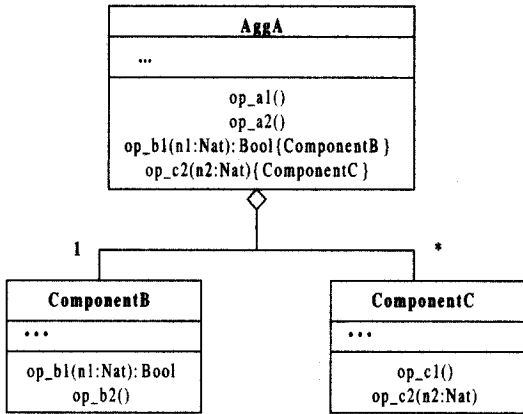 AggA
...
op_a1()
op_a2()
op_b1(n1:Nat):Bool{ComponentB}
op_c2(n2:Nat){ComponentC}
1
*
ComponentB
...
op_b1(n1:Nat):Bool
op_b2()
ComponentC
...
op_c1()
op_c2(n2:Nat)